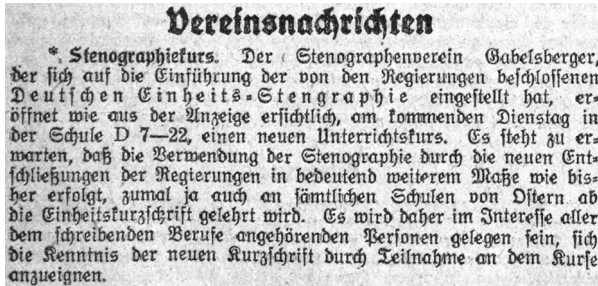 Vereinsnachrichten
* Stenographiekurs. Der Stenographenverein Gabelsberger,
der sich auf die Einführung der von den Regierungen beschlossenen
Deutschen Einheits-Stengraphie eingestellt hat, er-
öffnet wie aus der Anzeige ersichtlich, am kommenden Dienstag in
der Schule D 7—22, einen neuen Unterrichtskurs. Es steht zu er-
warten, daß die Verwendung der Stenographie durch die neuen Ent-
schließungen der Regierungen in bedeutend weiterem Maße wie bis-
her erfolgt, zumal ja auch an sämtlichen Schulen von Ostern ab
die Einheitskurzschrift gelehrt wird. Es wird daher im Interesse aller
dem schreibenden Berufe angehörenden Personen gelegen sein, sich
die Kenntnis der neuen Kurzschrift durch Teilnahme an dem Kurse
anzueignen.